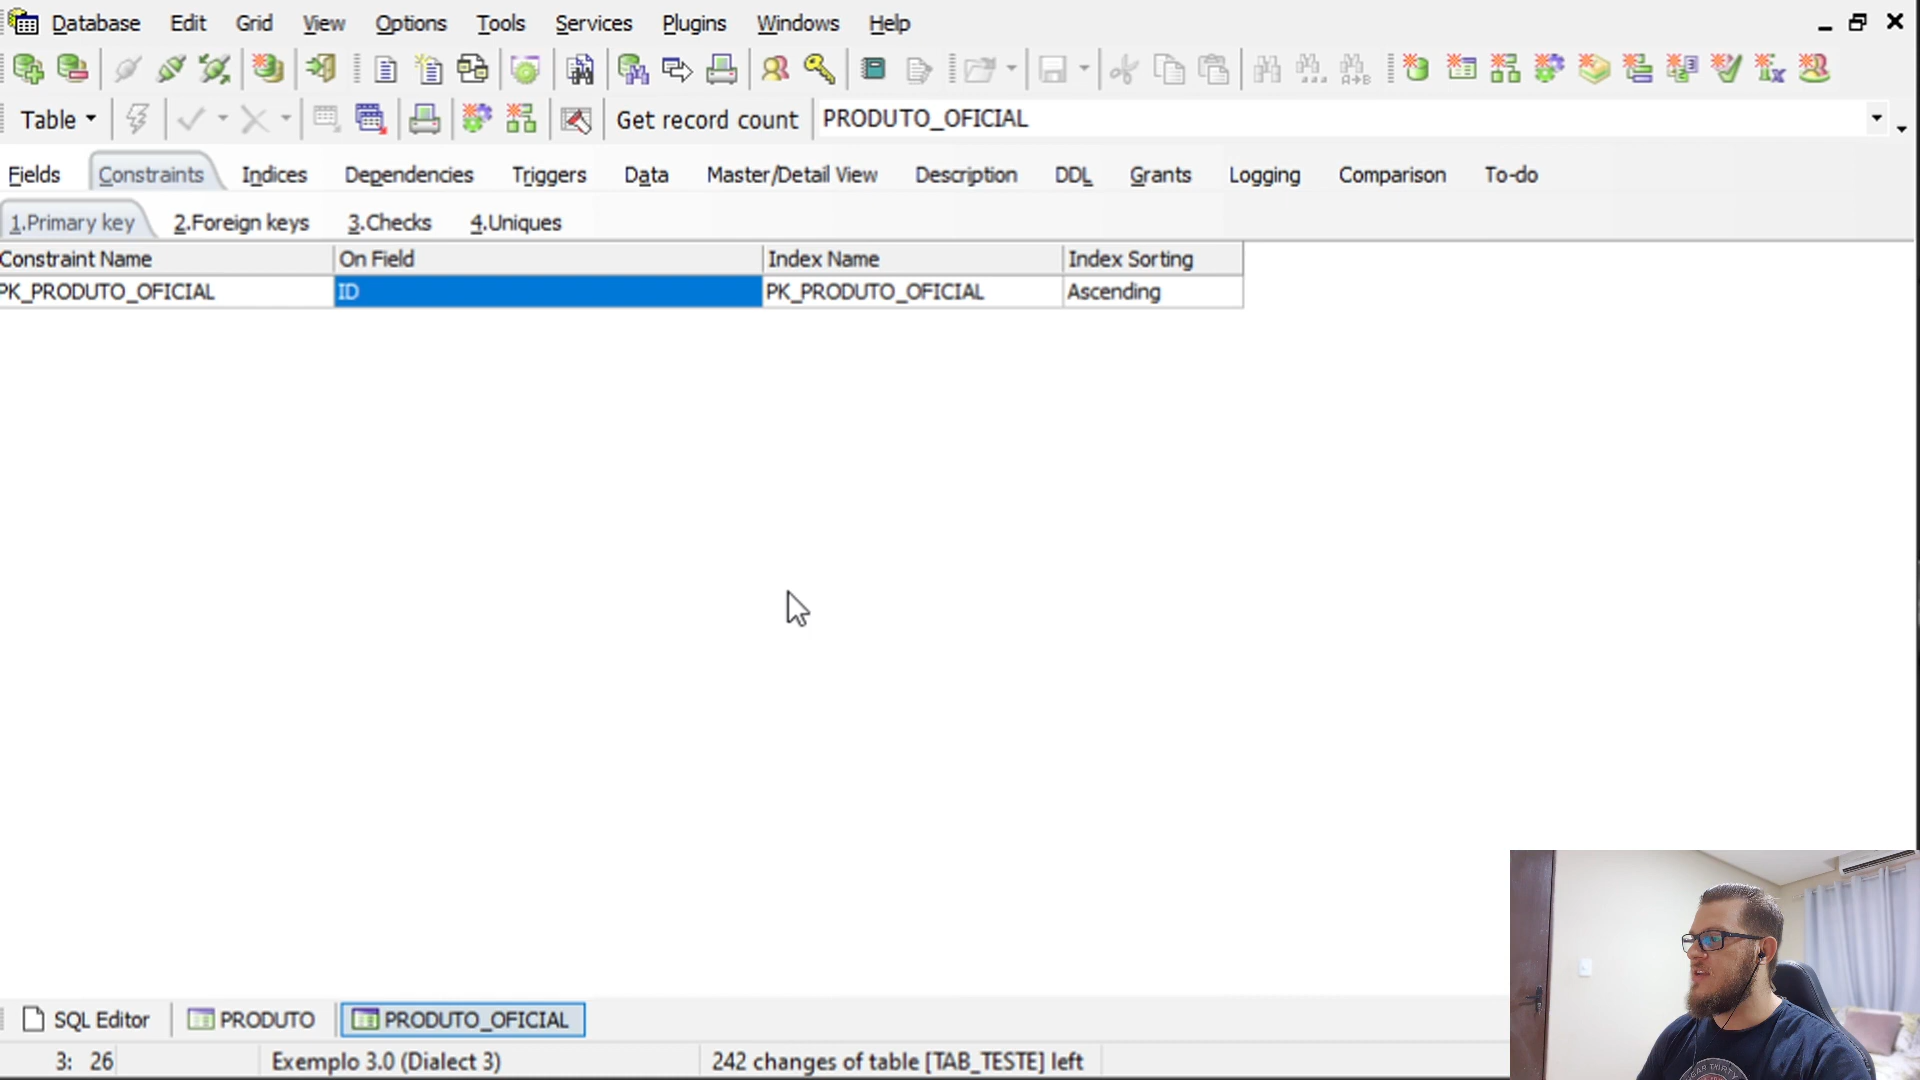 Database Edit Grid View Options Tools Services Plugins Windows Help
Table Get record count PRODUTO_OFICIAL
Fields Constraints Indices Dependencies Triggers Data Master/Detail View Description DDL Grants Logging Comparison To-do
1.Primary key 2.Foreign keys 3.Checks 4.Uniques
Constraint Name On Field Index Name Index Sorting
PK_PRODUTO_OFICIAL ID PK_PRODUTO_OFICIAL Ascending
SQL Editor PRODUTO PRODUTO_OFICIAL
3: 26 Exemplo 3.0 (Dialect 3) 242 changes of table [TAB_TESTE] left